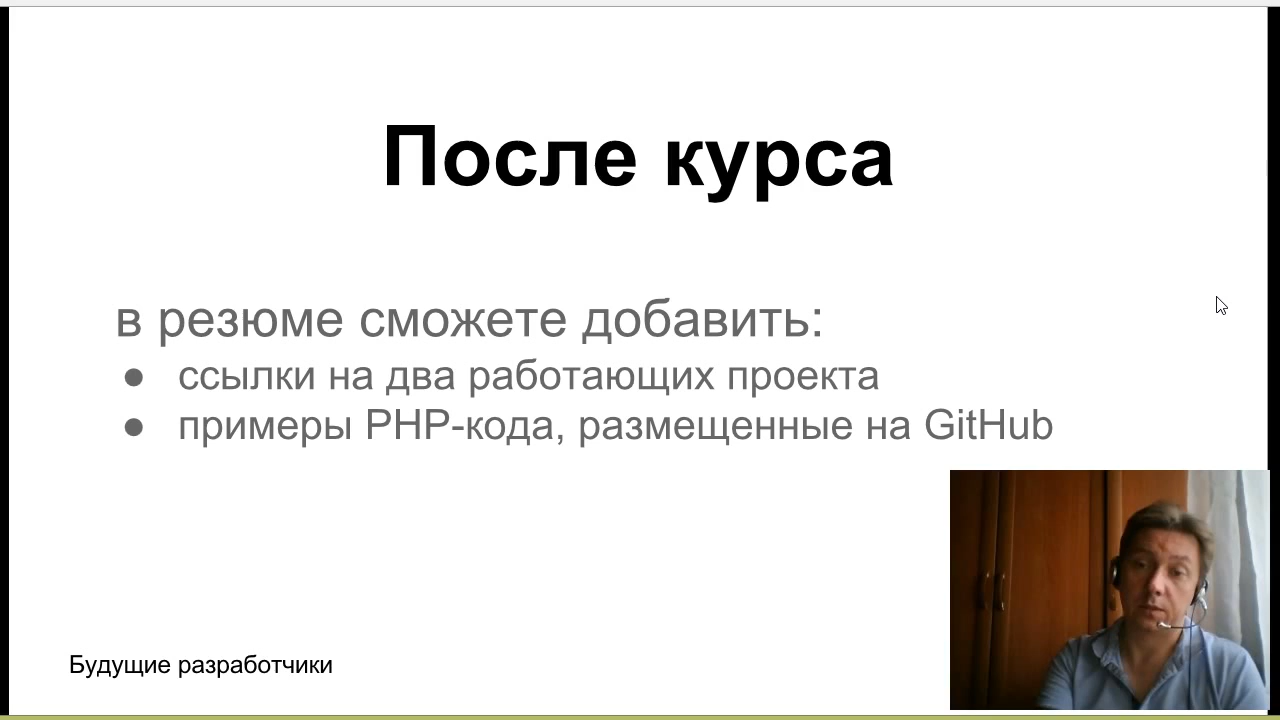 После курса
в резюме сможете добавить:
● ссылки на два работающих проекта
● примеры PHP-кода, размещенные на GitHub
Будущие разработчики